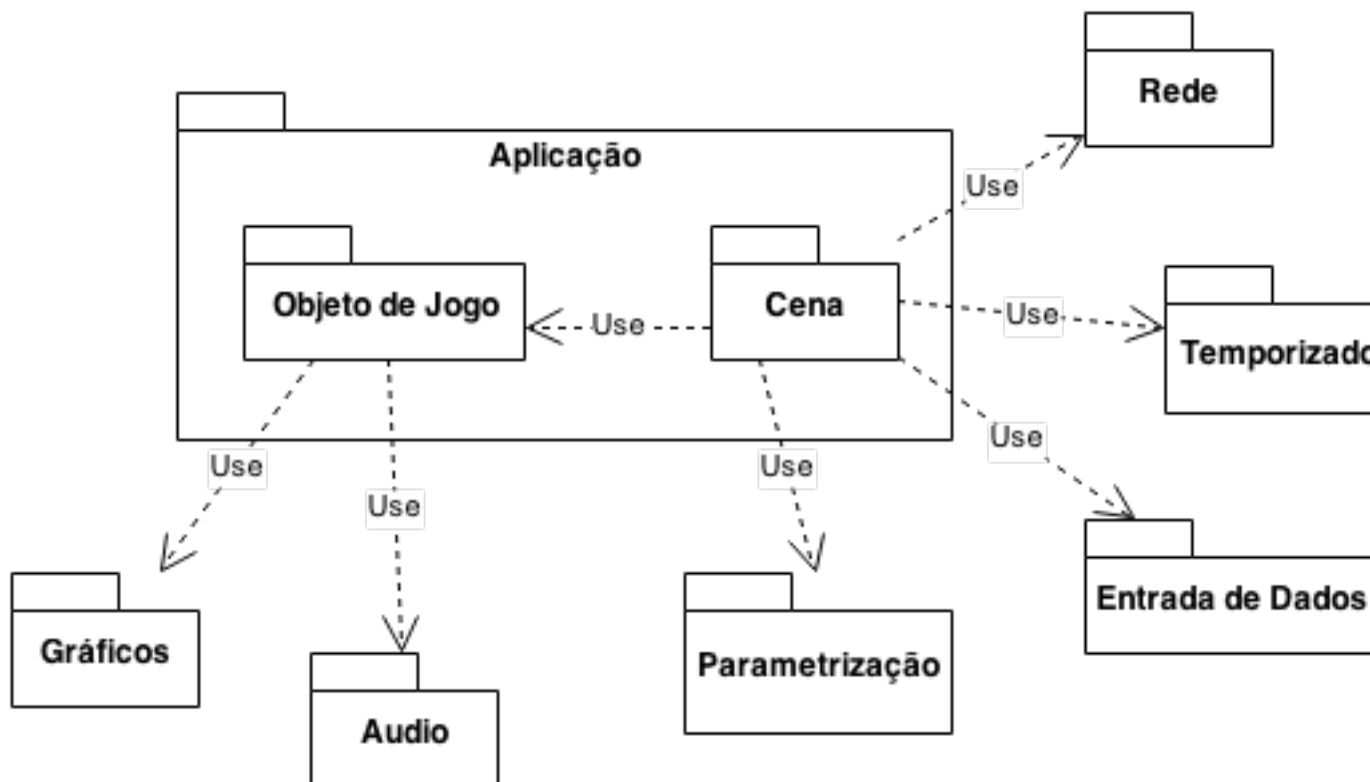 Rede
Aplicação
Use
Objeto de Jogo
Use
Cena
Use
Temporizado
Use
Use
Use
Use
Entrada de Dados
Gráficos
Parametrização
Audio